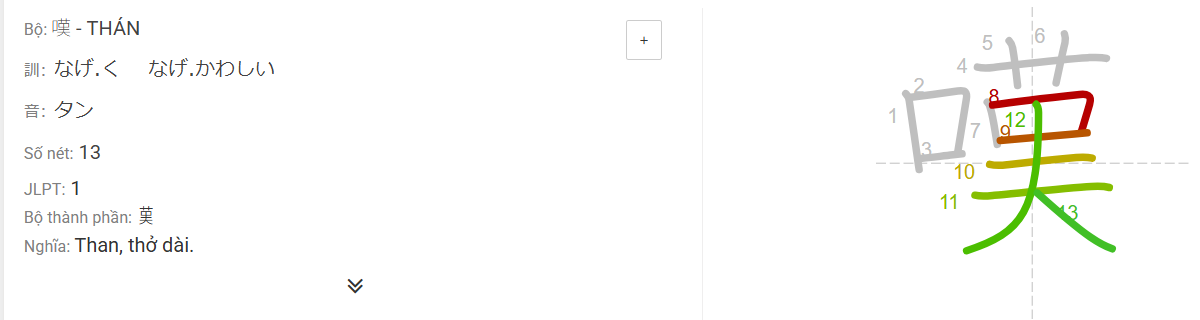 Bộ: 嘆 - THÁN
+
訓: なげ.く なげ.かわしい
音: タン
Số nét: 13
JLPT: 1
Bộ thành phần: 𦰩
Nghĩa: Than, thở dài.
嘆
1
2
3
4
5
6
7
8
9
10
11
12
13